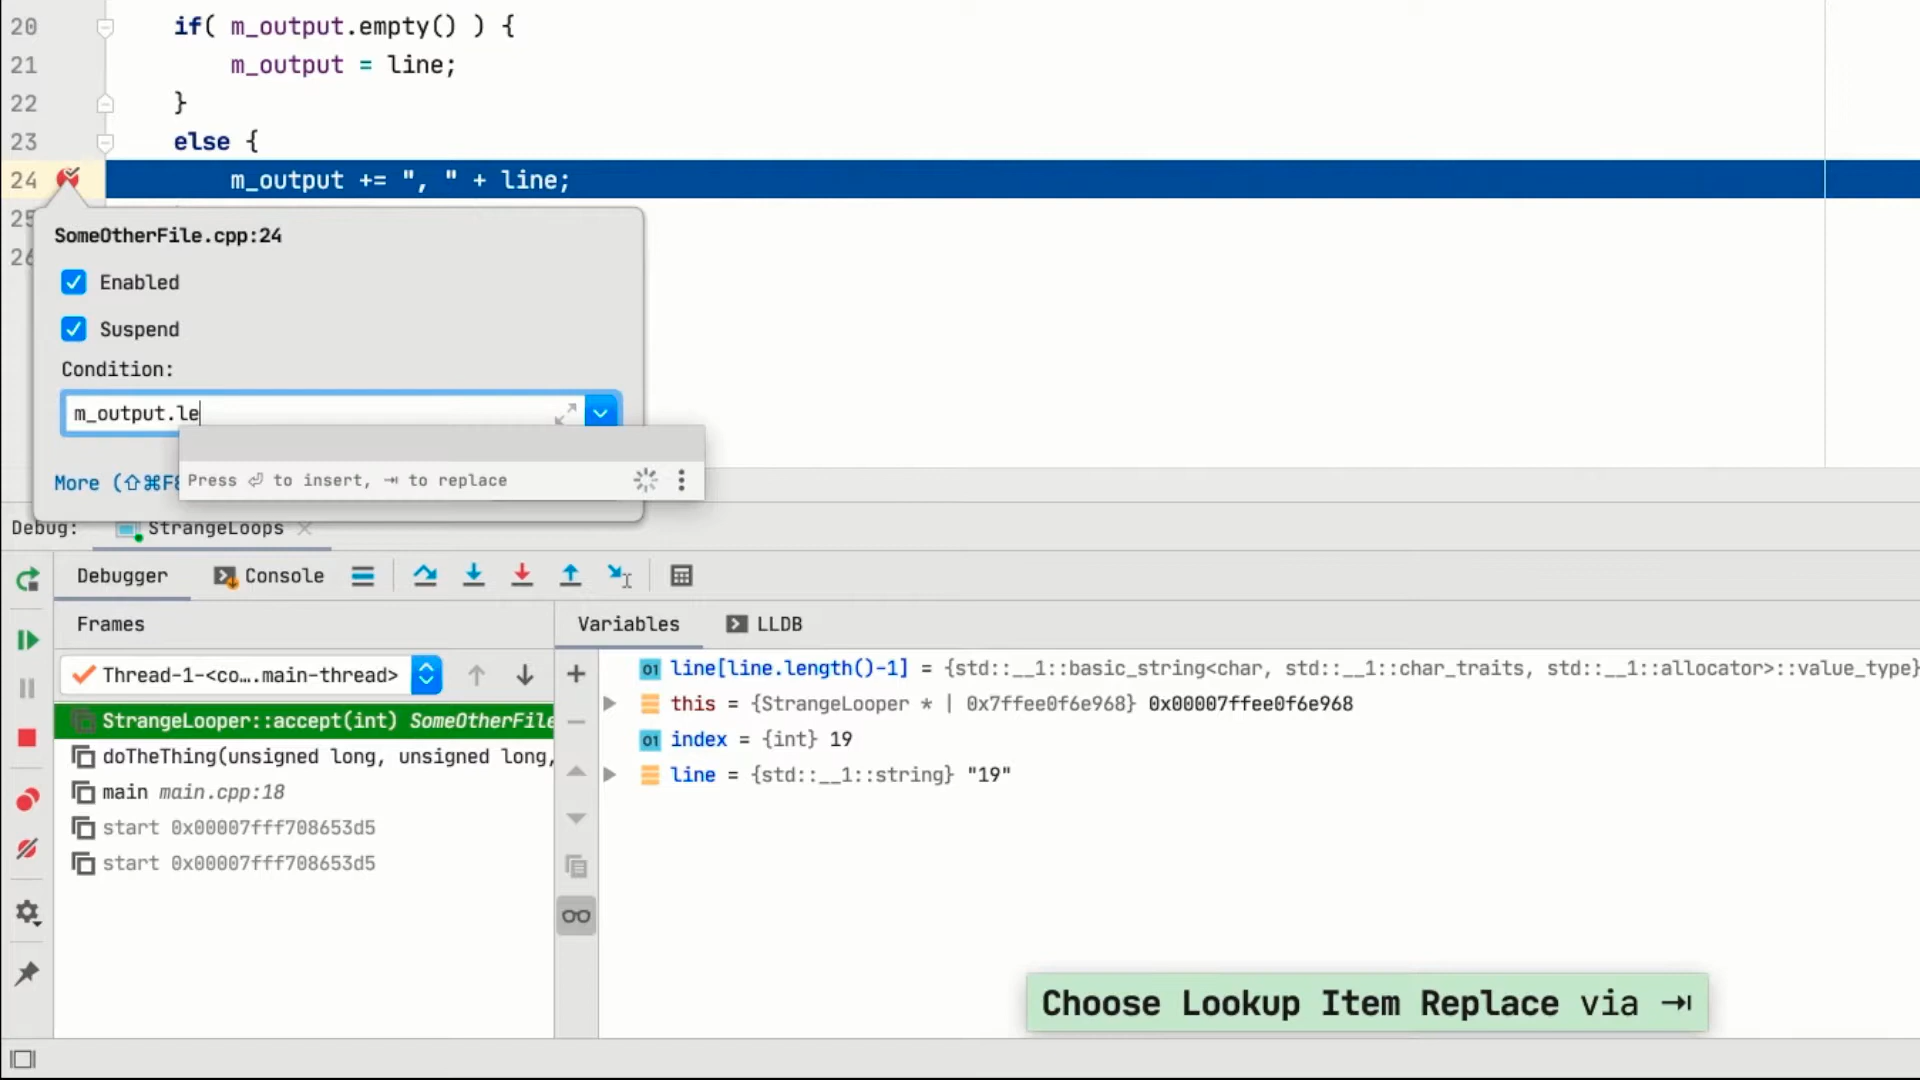 20 if( m_output.empty() ) {
21 m_output = line;
22 }
23 else {
24 m_output += ", " + line;
25
26
SomeOtherFile.cpp:24
Enabled
Suspend
Condition:
m_output.le
More (⇧⌘F8
Press ⏎ to insert, ⇥ to replace
Debug: StrangeLoops
Debugger Console
Frames
Variables LLDB
Thread-1-<co....main-thread>
StrangeLooper::accept(int) SomeOtherFile
doTheThing(unsigned long, unsigned long,
main main.cpp:18
start 0x00007fff708653d5
start 0x00007fff708653d5
line[line.length()-1] = {std::__1::basic_string<char, std::__1::char_traits, std::__1::allocator>::value_type}
this = {StrangeLooper * | 0x7ffee0f6e968} 0x00007ffee0f6e968
index = {int} 19
line = {std::__1::string} "19"
Choose Lookup Item Replace via ⇥